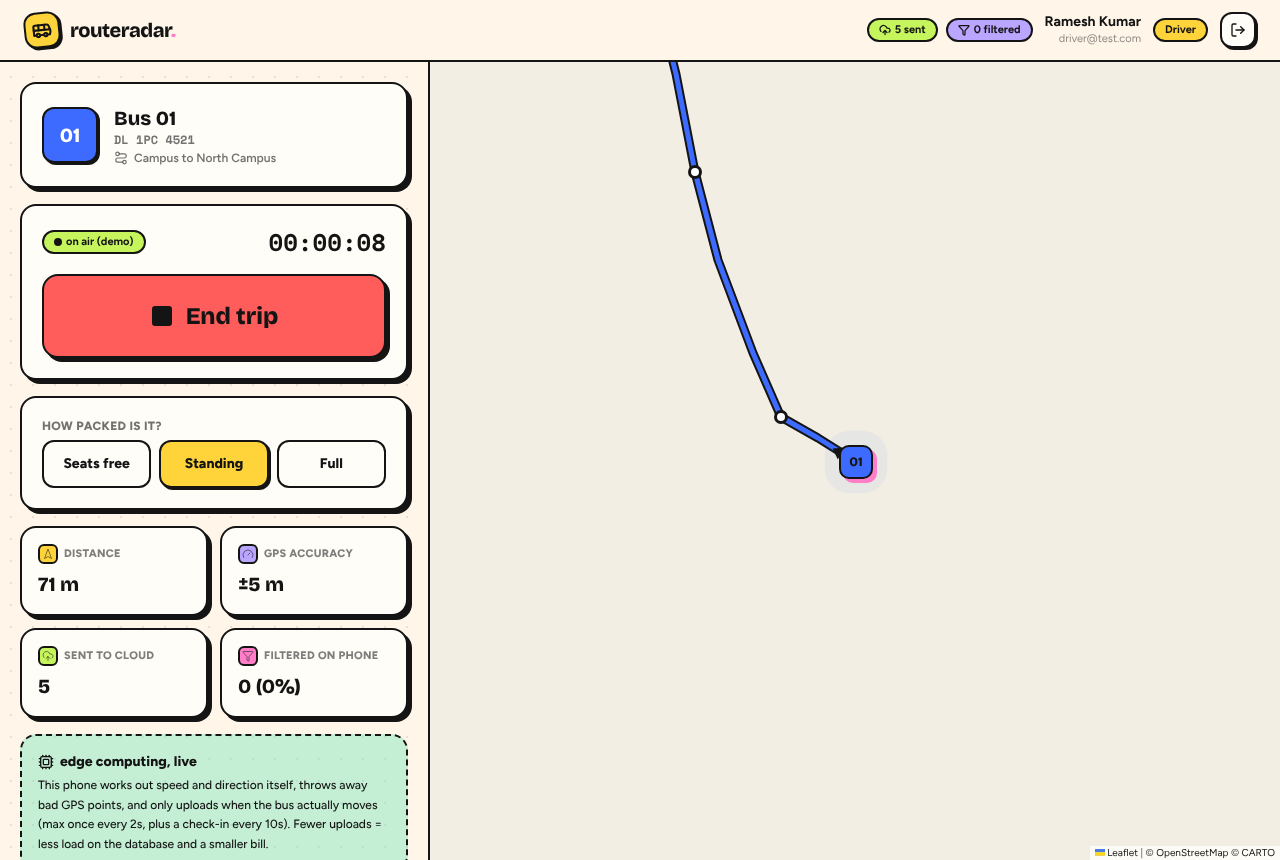 routeradar.
5 sent
0 filtered
Ramesh Kumar
driver@test.com
Driver
01
Bus 01
DL 1PC 4521
Campus to North Campus
on air (demo)
00:00:08
End trip
HOW PACKED IS IT?
Seats free
Standing
Full
DISTANCE
71 m
GPS ACCURACY
±5 m
SENT TO CLOUD
5
FILTERED ON PHONE
0 (0%)
edge computing, live
This phone works out speed and direction itself, throws away
bad GPS points, and only uploads when the bus actually moves
(max once every 2s, plus a check-in every 10s). Fewer uploads =
less load on the database and a smaller bill.
01
Leaflet | © OpenStreetMap © CARTO